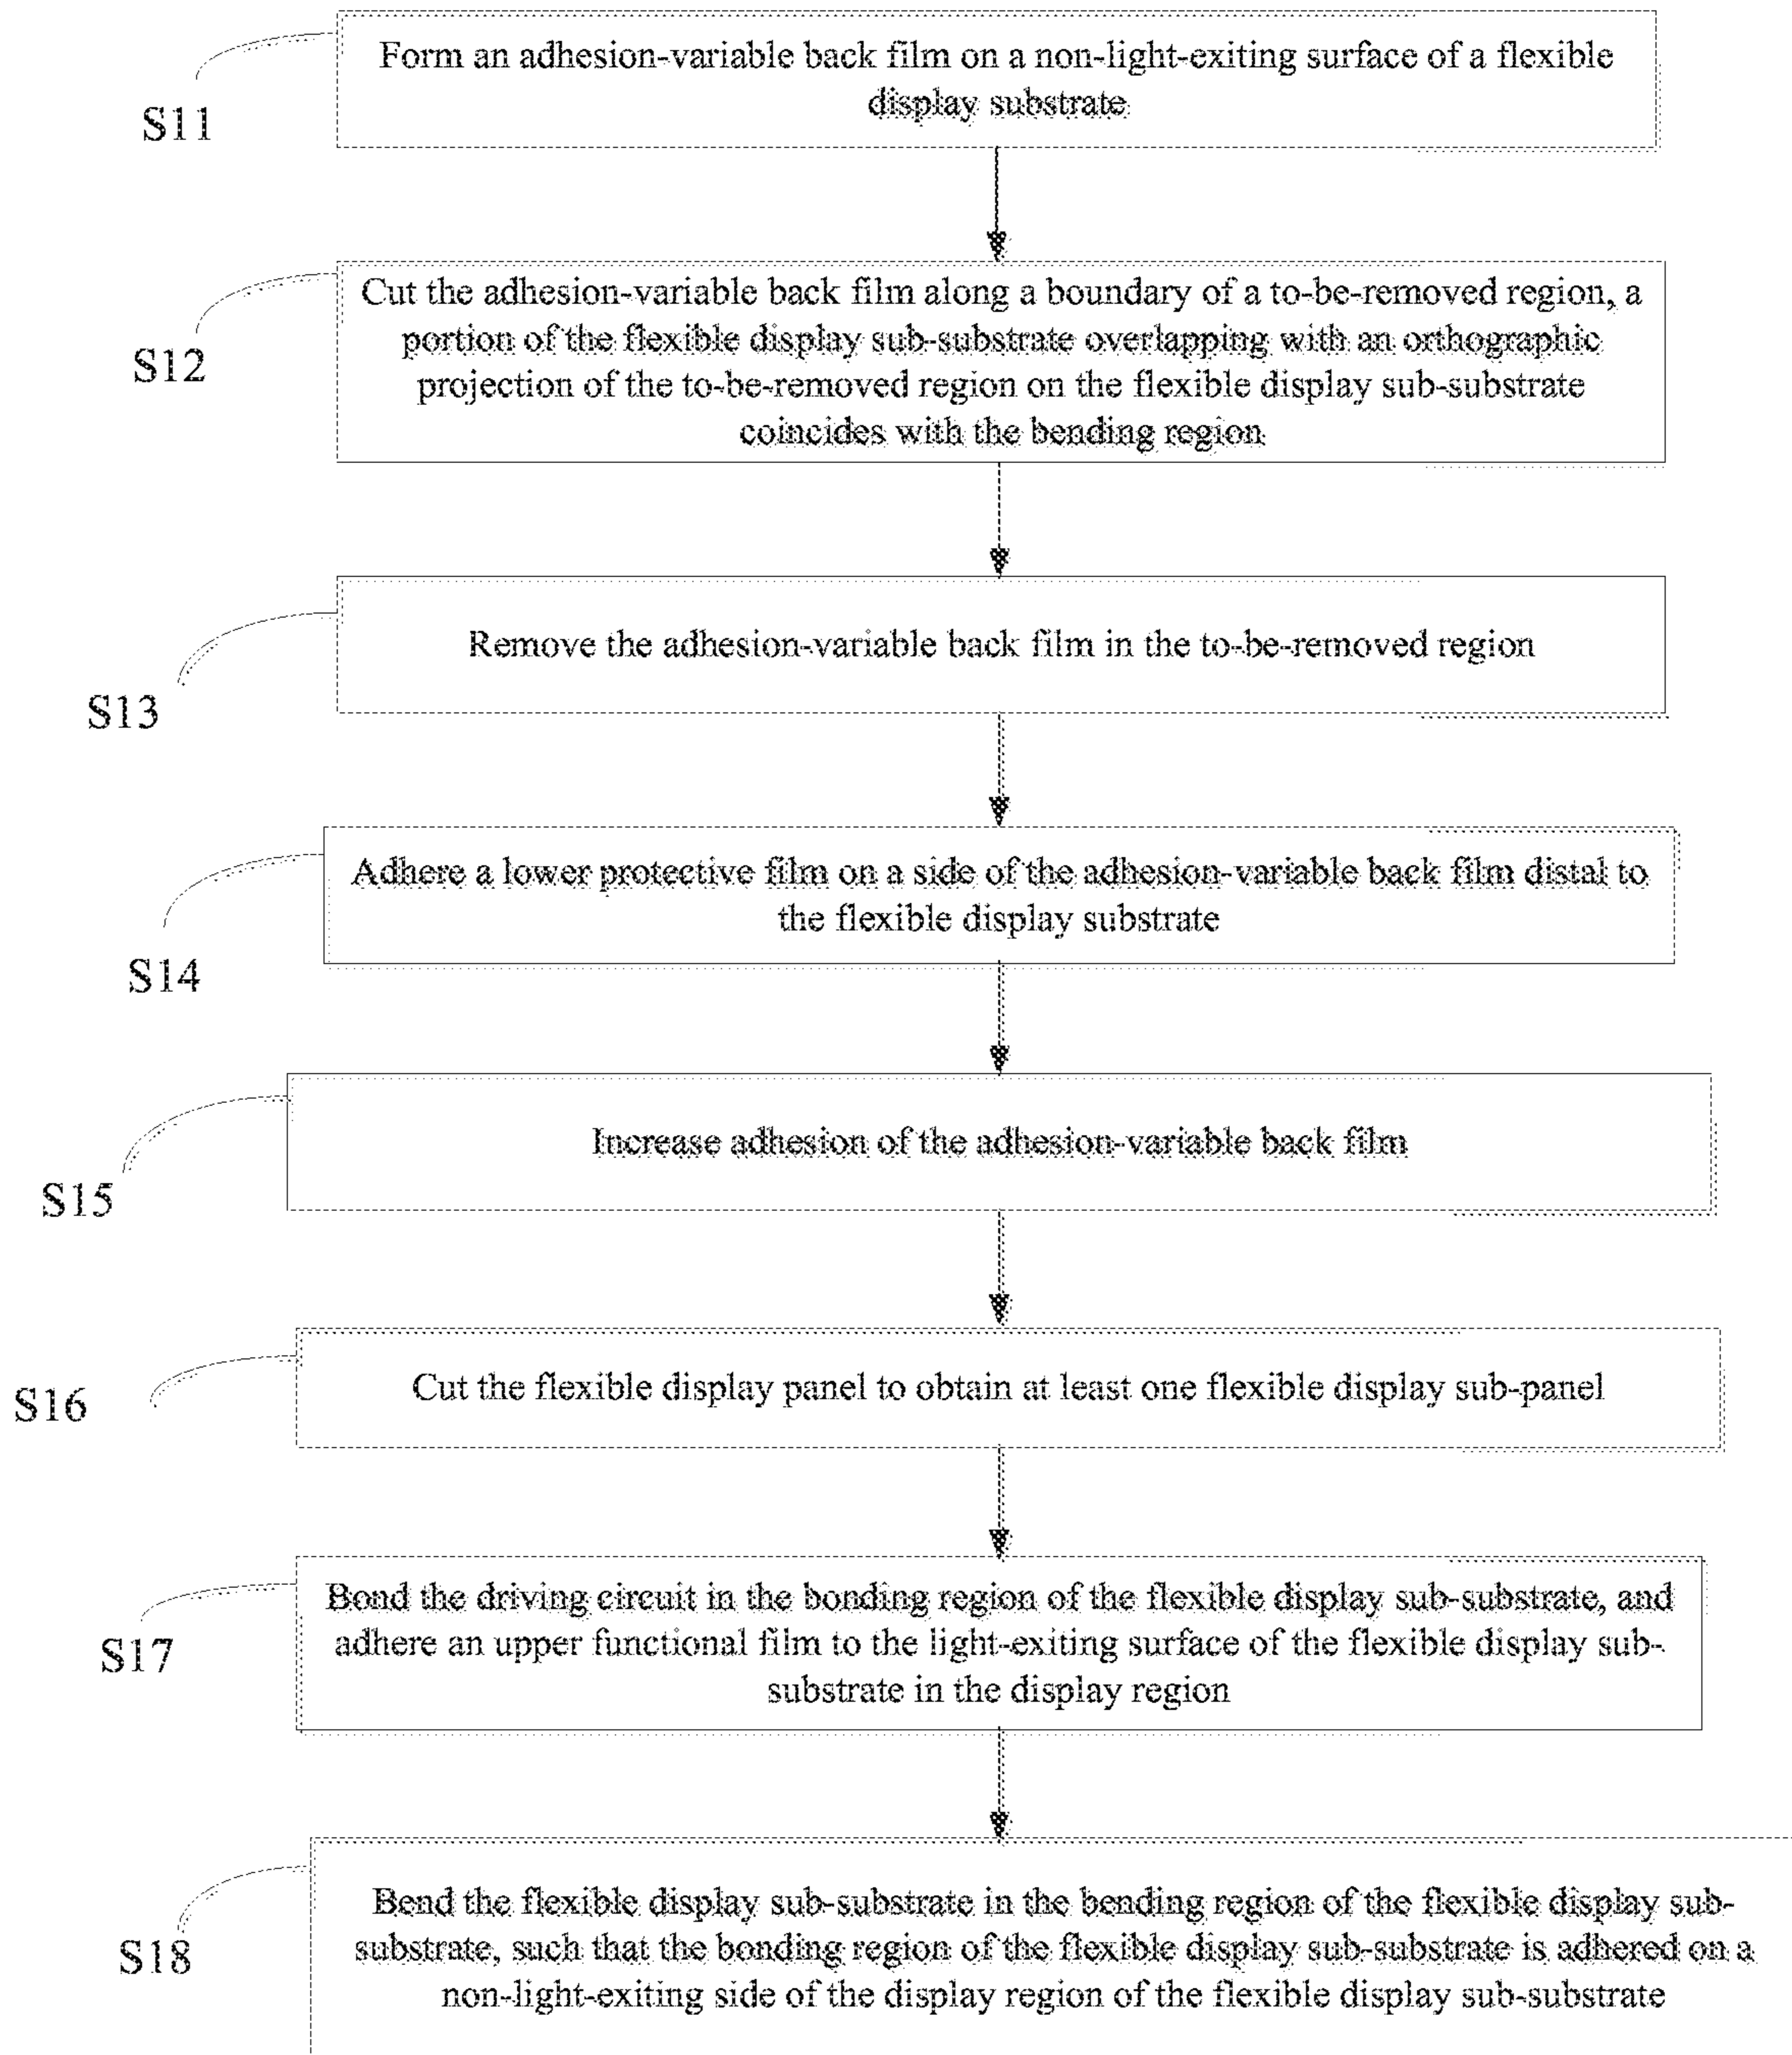 Form an adhesion-variable back film on a non-light-exiting surface of a flexible
display substrate
S11
Cut the adhesion-variable back film along a boundary of a to-be-removed region, a
portion of the flexible display sub-substrate overlapping with an orthographic
projection of the to-be-removed region on the flexible display sub-substrate
coincides with the bending region
S12
Remove the adhesion-variable back film in the to-be-removed region
S13
Adhere a lower protective film on a side of the adhesion-variable back film distal to
the flexible display substrate
S14
Increase adhesion of the adhesion-variable back film
S15
Cut the flexible display panel to obtain at least one flexible display sub-panel
S16
Bond the driving circuit in the bonding region of the flexible display sub-substrate, and
adhere an upper functional film to the light-exiting surface of the flexible display sub-
substrate in the display region
S17
Bend the flexible display sub-substrate in the bending region of the flexible display sub-
substrate, such that the bonding region of the flexible display sub-substrate is adhered on a
non-light-exiting side of the display region of the flexible display sub-substrate
S18